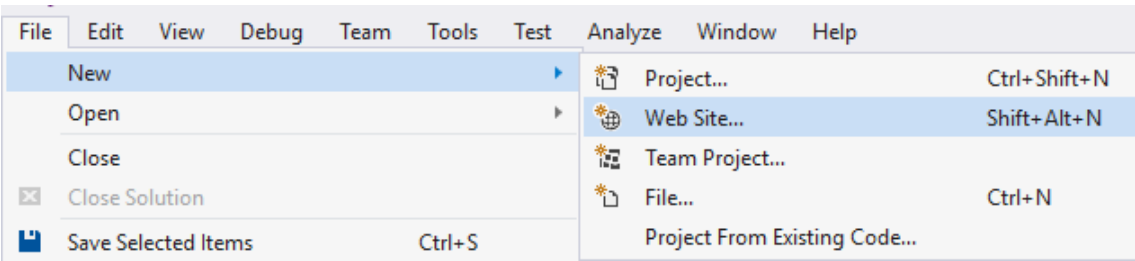 File Edit View Debug Team Tools Test Analyze Window Help
New
Open
Close
Close Solution
Save Selected Items Ctrl+S
Project... Ctrl+Shift+N
Web Site... Shift+Alt+N
Team Project...
File... Ctrl+N
Project From Existing Code...